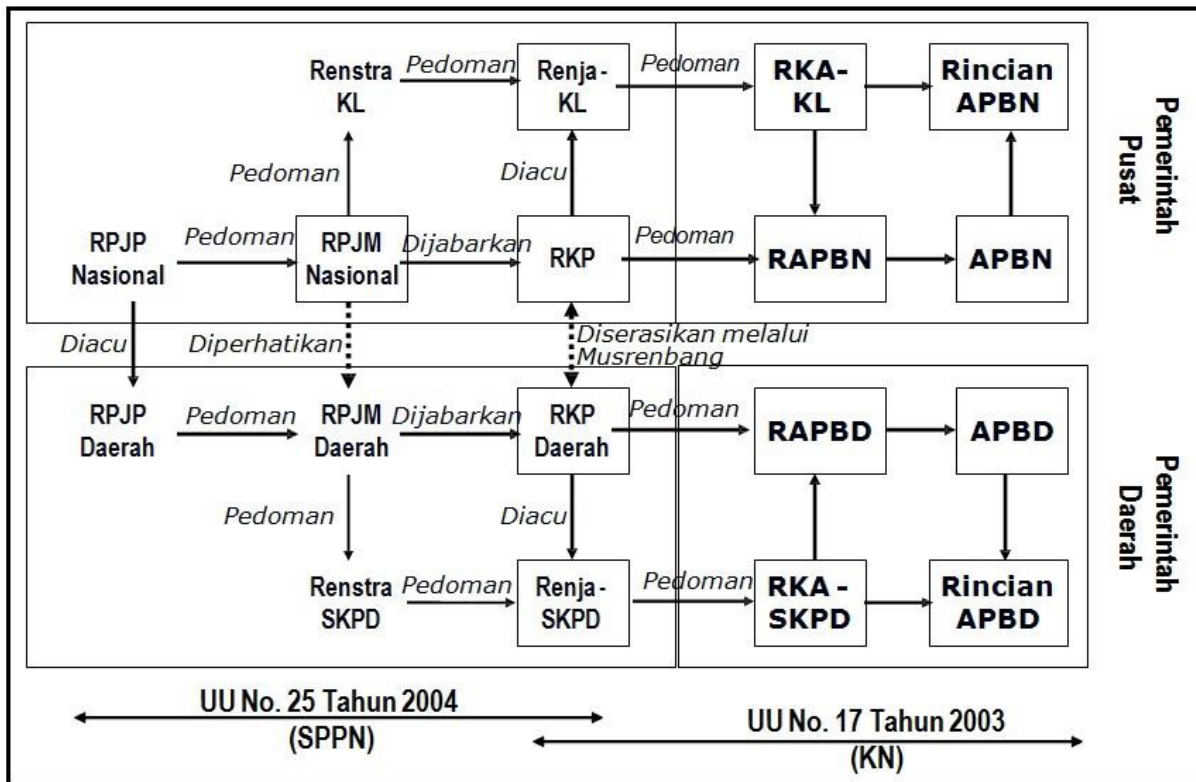 Renstra
KL
Pedoman
Renja-
KL
Pedoman
RKA-
KL
Rincian
APBN
Pemerintah
Pusat
Pedoman
Diacu
RPJP
Nasional
Pedoman
RPJM
Nasional
Dijabarkan
RKP
Pedoman
RAPBN
APBN
Diacu
Diperhatikan
Diserasikan melalui
Musrenbang
RPJP
Daerah
Pedoman
RPJM
Daerah
Dijabarkan
RKP
Daerah
Pedoman
RAPBD
APBD
Pemerintah
Daerah
Pedoman
Diacu
Renstra
SKPD
Pedoman
Renja -
SKPD
Pedoman
RKA -
SKPD
Rincian
APBD
UU No. 25 Tahun 2004
(SPPN)
UU No. 17 Tahun 2003
(KN)